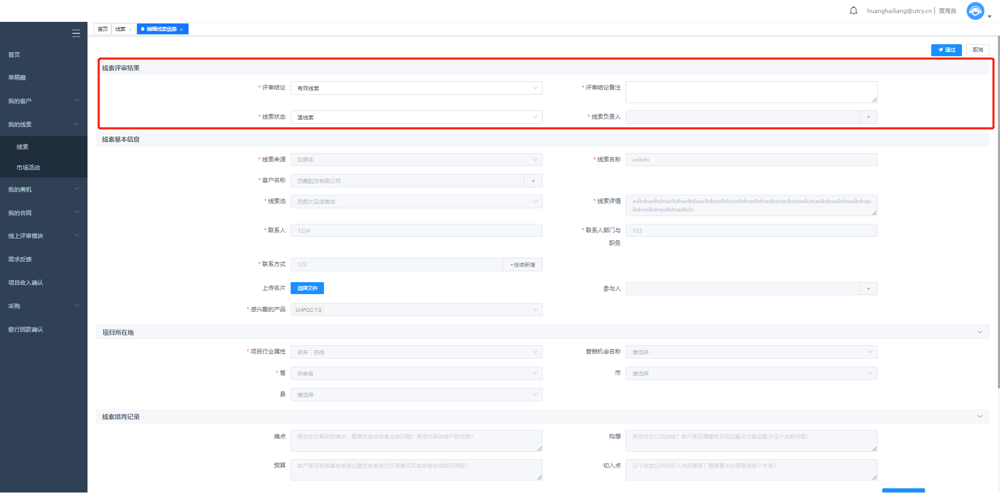 huanghailiang@utry.cn | 黄海良
首页 线索 × 编辑线索信息 ×
首页
草稿箱
我的客户
我的线索
线索
市场活动
我的商机
我的合同
线上评审模块
需求反馈
项目收入确认
采购
银行回款确认
通过 取消
线索评审结果
* 评审结论 有效线索 * 评审结论备注
* 线索状态 温线索 * 线索负责人 +
线索基本信息
* 线索来源 自媒体 * 线索名称 aslkdn
* 客户名称 西藏航空有限公司 +
* 线索池 西部大区线索池 * 线索详情 aslkdnaslkdnaslkdnaslkdnaslkdnaslkdnaslkdnaslkdnaslkdnaslkdnaslkdnaslkdnaslkdnaslkdnas
lkdnaslkdnaslkdnaslkdn
* 联系人 1234 * 联系人部门与 123
职务
* 联系方式 123 +继续新增
上传名片 选择文件 参与人 +
* 感兴趣的产品 U-IPCC 7.0
项目所在地
* 项目行业属性 政务：热线 营销机会名称 请选择
* 省 安徽省 市 请选择
县 请选择
线索培育记录
痛点 是否存在具体的痛点、需要改进点或者业务问题？是否为具体客户的线索？ 构想 是否符合公司战略？客户是否愿意购买相应解决方案来解决这个业务问题？
预算 客户是否有预算或者通过融资或者其它交易模式买卖或者启动购买流程？ 切入点 这个线索公司的切入点在哪里？需要重点处理哪些客户关系？